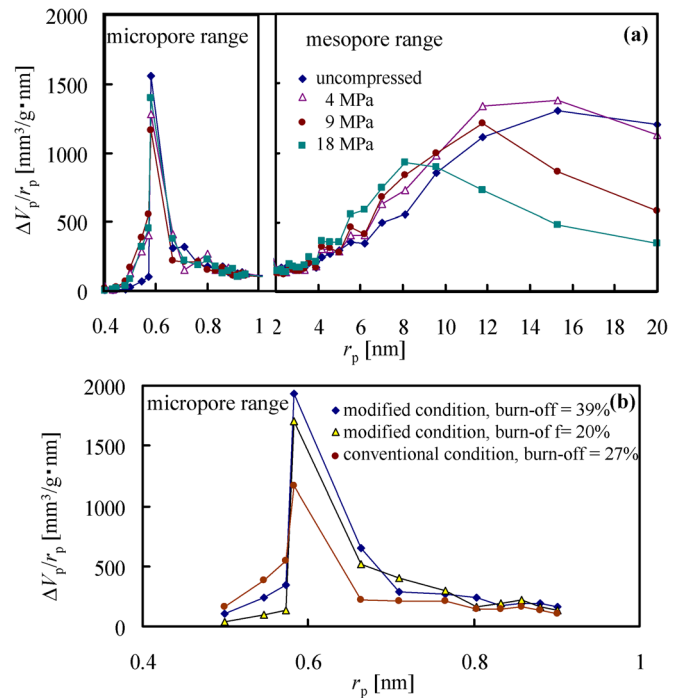 2000
1500
1000
500
0
ΔVp/rp [mm³/g•nm]
micropore range
0.4 0.6 0.8 1
mesopore range
(a)
uncompressed
4 MPa
9 MPa
18 MPa
2 4 6 8 10 12 14 16 18 20
rp [nm]
2000
1500
1000
500
0
ΔVp/rp [mm³/g•nm]
micropore range
(b)
modified condition, burn-off = 39%
modified condition, burn-of f= 20%
conventional condition, burn-off = 27%
0.4 0.6 0.8 1
rp [nm]